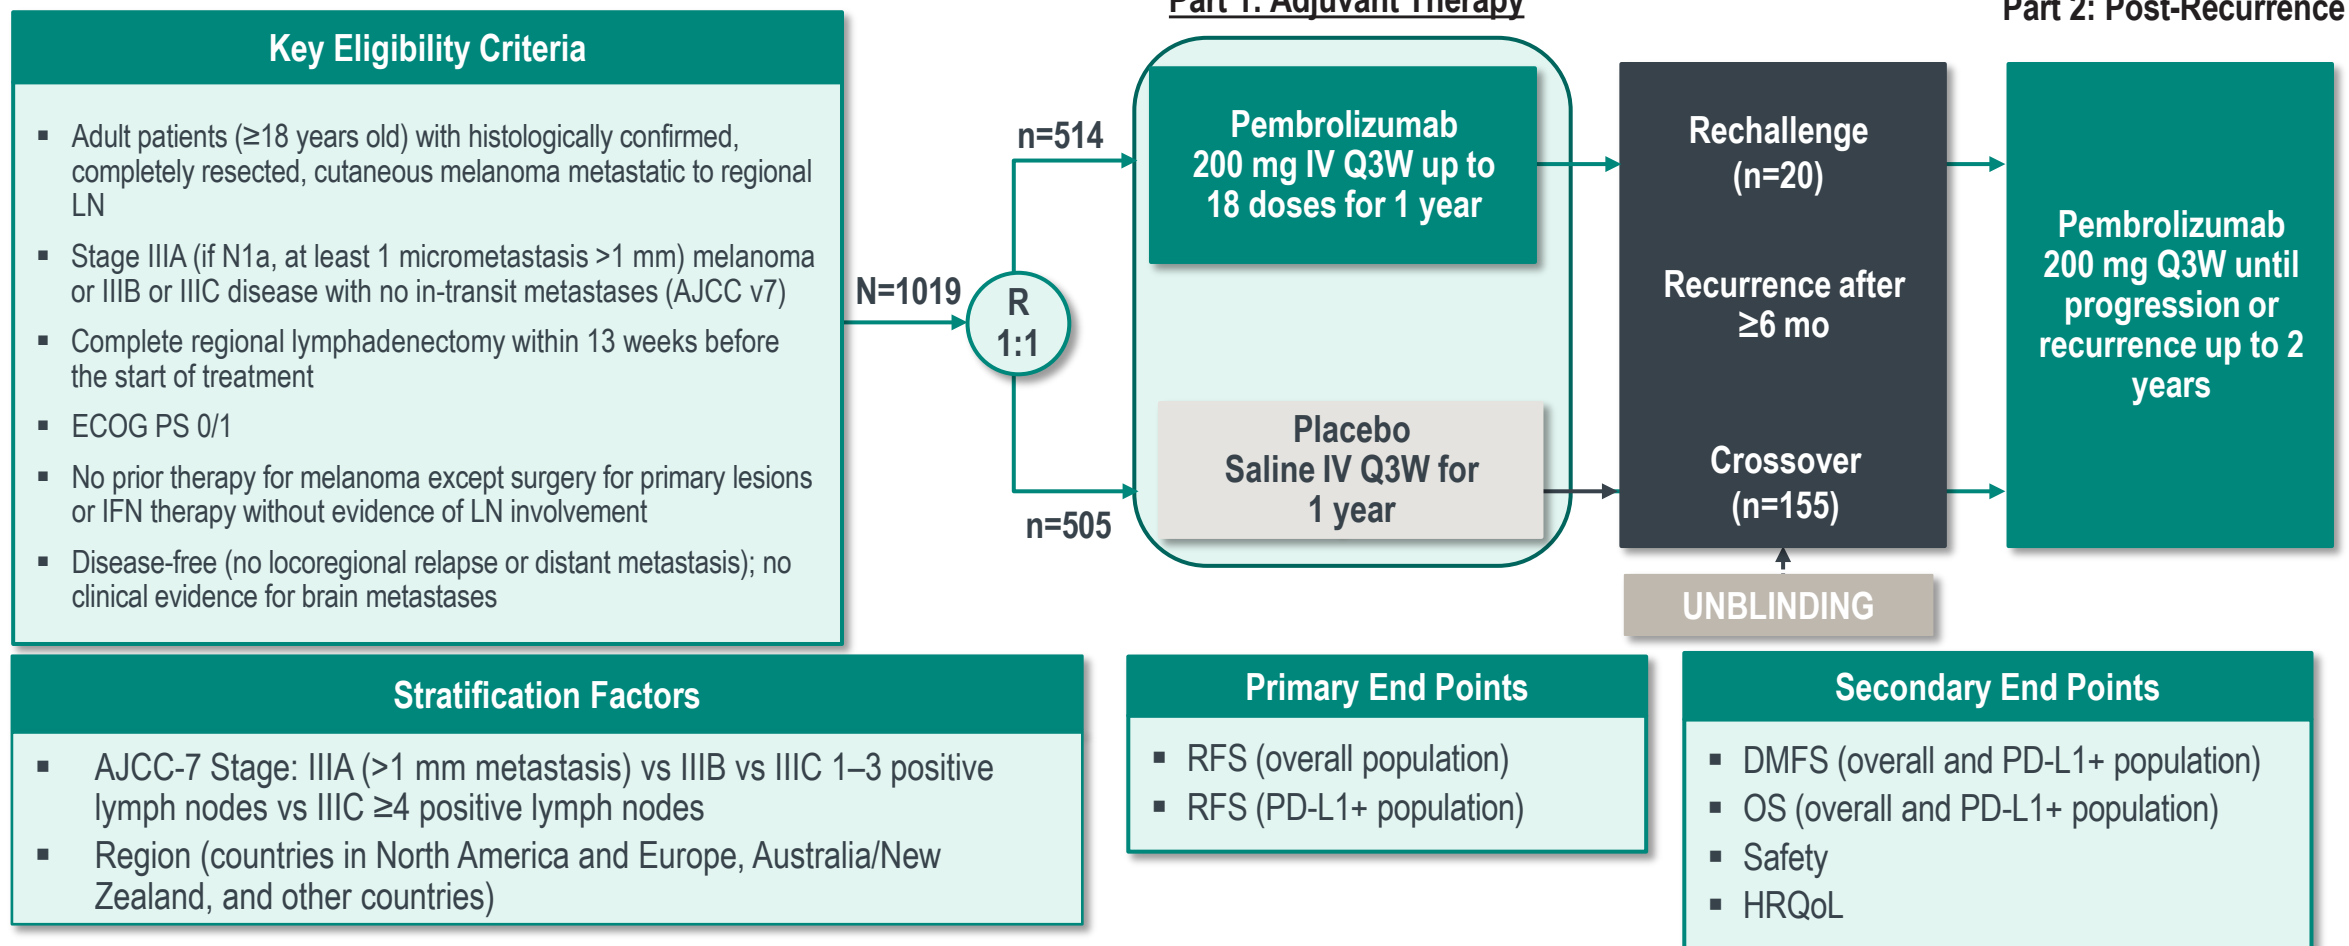 Part 1: Adjuvant Therapy
Part 2: Post-Recurrence
Key Eligibility Criteria
▪ Adult patients (≥18 years old) with histologically confirmed,
completely resected, cutaneous melanoma metastatic to regional
LN
▪ Stage IIIA (if N1a, at least 1 micrometastasis >1 mm) melanoma
or IIIB or IIIC disease with no in-transit metastases (AJCC v7)
▪ Complete regional lymphadenectomy within 13 weeks before
the start of treatment
▪ ECOG PS 0/1
▪ No prior therapy for melanoma except surgery for primary lesions
or IFN therapy without evidence of LN involvement
▪ Disease-free (no locoregional relapse or distant metastasis); no
clinical evidence for brain metastases
N=1019
R
1:1
n=514
n=505
Pembrolizumab
200 mg IV Q3W up to
18 doses for 1 year
Placebo
Saline IV Q3W for
1 year
Rechallenge
(n=20)
Recurrence after
≥6 mo
Crossover
(n=155)
UNBLINDING
Pembrolizumab
200 mg Q3W until
progression or
recurrence up to 2
years
Stratification Factors
▪ AJCC-7 Stage: IIIA (>1 mm metastasis) vs IIIB vs IIIC 1–3 positive
lymph nodes vs IIIC ≥4 positive lymph nodes
▪ Region (countries in North America and Europe, Australia/New
Zealand, and other countries)
Primary End Points
▪ RFS (overall population)
▪ RFS (PD-L1+ population)
Secondary End Points
▪ DMFS (overall and PD-L1+ population)
▪ OS (overall and PD-L1+ population)
▪ Safety
▪ HRQoL